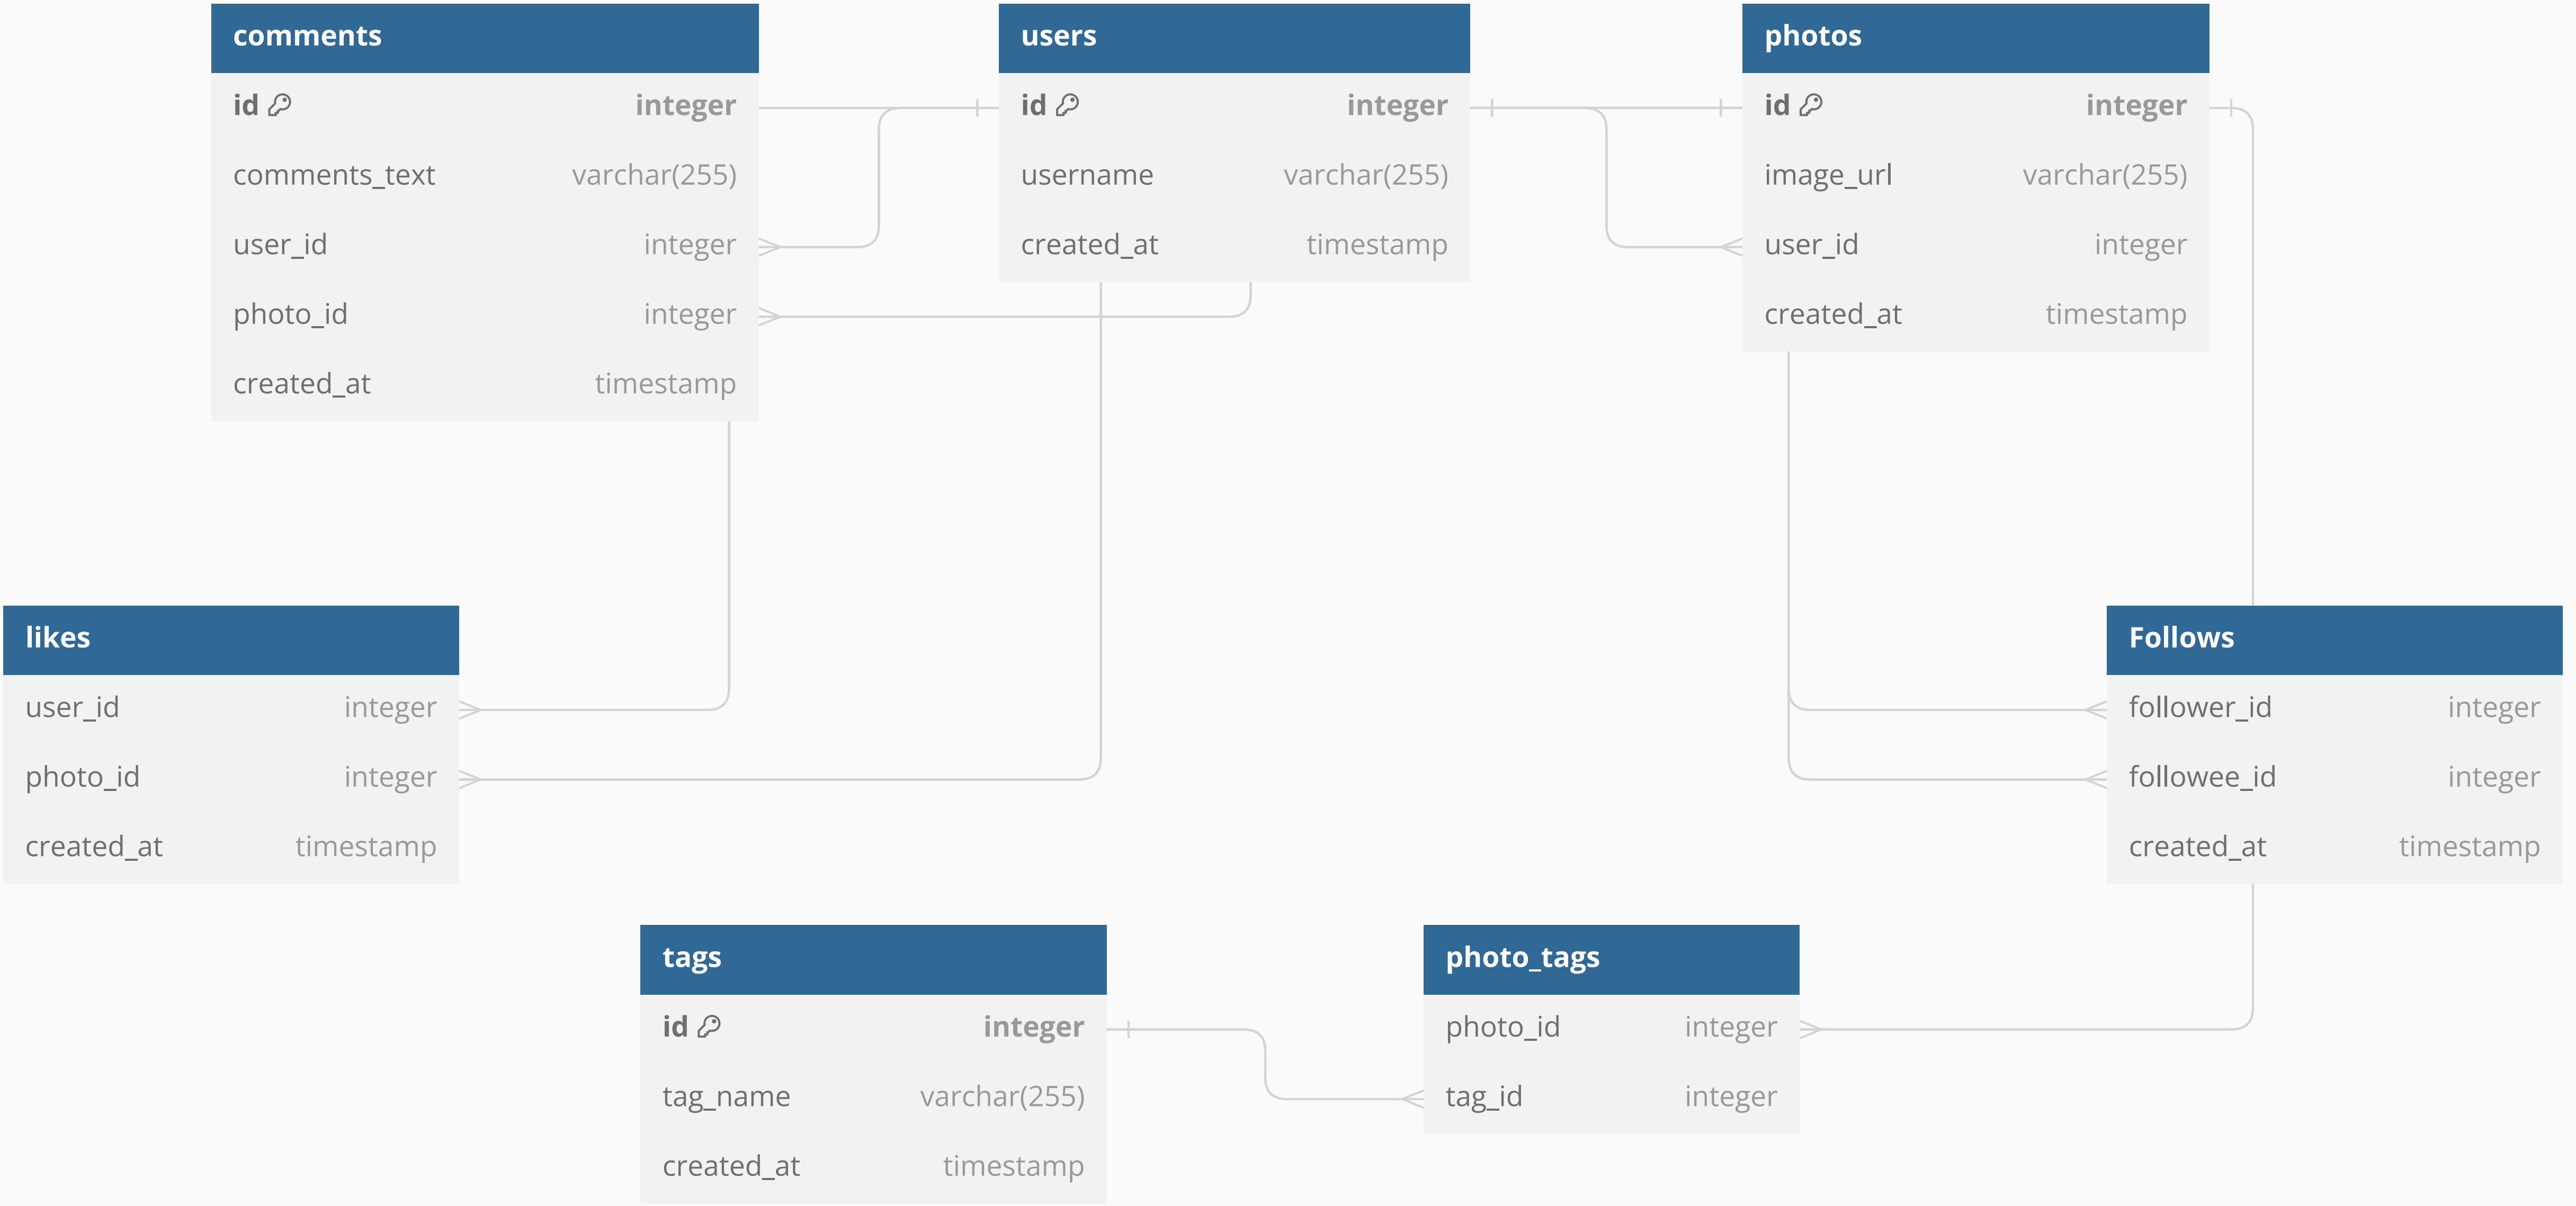 comments
id integer
comments_text varchar(255)
user_id integer
photo_id integer
created_at timestamp
users
id integer
username varchar(255)
created_at timestamp
photos
id integer
image_url varchar(255)
user_id integer
created_at timestamp
likes
user_id integer
photo_id integer
created_at timestamp
Follows
follower_id integer
followee_id integer
created_at timestamp
tags
id integer
tag_name varchar(255)
created_at timestamp
photo_tags
photo_id integer
tag_id integer